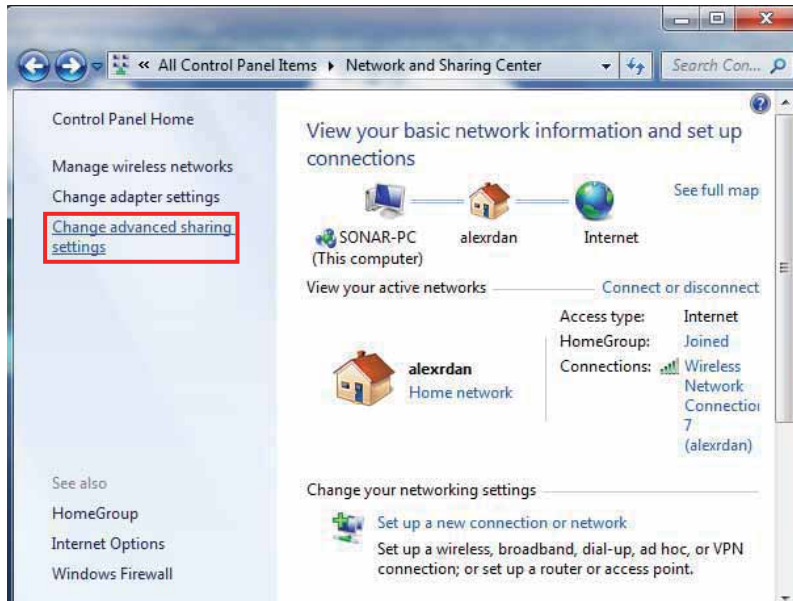 « All Control Panel Items ▸ Network and Sharing Center
Search Con...
Control Panel Home
Manage wireless networks
Change adapter settings
Change advanced sharing
settings
See also
HomeGroup
Internet Options
Windows Firewall
View your basic network information and set up
connections
See full map
SONAR-PC
(This computer)
alexrdan
Internet
View your active networks
Connect or disconnect
alexrdan
Home network
Access type: Internet
HomeGroup: Joined
Connections: Wireless
Network
Connection
7
(alexrdan)
Change your networking settings
Set up a new connection or network
Set up a wireless, broadband, dial-up, ad hoc, or VPN
connection; or set up a router or access point.